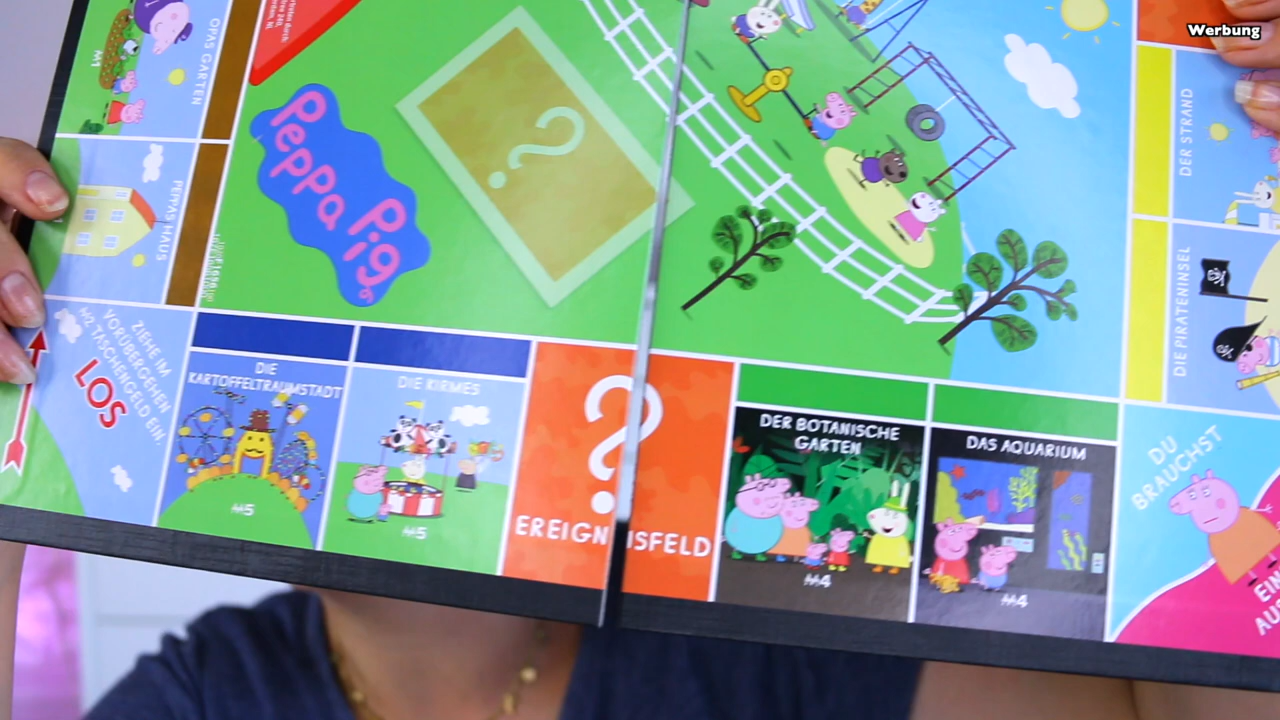 Werbung
OPAS GARTEN
M1
PEPPAS HAUS
Peppa Pig
?
DER STRAND
DIE PIRATENINSEL
ZIEHE IM
VORÜBERGEHEN
M2 TASCHENGELD EIN.
LOS
DIE
KARTOFFELTRAUMSTADT
M5
DIE KIRMES
M5
?
EREIGNISFELD
DER BOTANISCHE
GARTEN
M4
DAS AQUARIUM
M4
DU
BRAUCHST